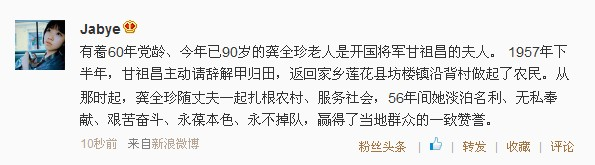 Jabye
有着60年党龄、今年已90岁的龚全珍老人是开国将军甘祖昌的夫人。 1957年下
半年，甘祖昌主动请辞解甲归田，返回家乡莲花县坊楼镇沿背村做起了农民。从
那时起，龚全珍随丈夫一起扎根农村、服务社会，56年间她淡泊名利、无私奉
献、艰苦奋斗、永葆本色、永不掉队，赢得了当地群众的一致赞誉。
10秒前 来自新浪微博 粉丝头条 | | 转发 | 收藏 | 评论